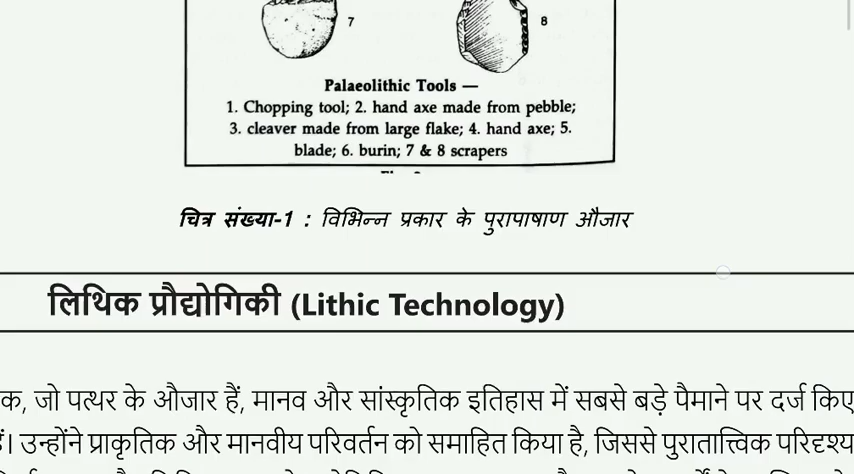 7
8
Palaeolithic Tools —
1. Chopping tool; 2. hand axe made from pebble;
3. cleaver made from large flake; 4. hand axe; 5.
blade; 6. burin; 7 & 8 scrapers
चित्र संख्या-1 : विभिन्न प्रकार के पुरापाषाण औजार
लिथिक प्रौद्योगिकी (Lithic Technology)
क, जो पत्थर के औजार हैं, मानव और सांस्कृतिक इतिहास में सबसे बड़े पैमाने पर दर्ज किए
हैं। उन्होंने प्राकृतिक और मानवीय परिवर्तन को समाहित किया है, जिससे पुरातात्त्विक परिदृश्य